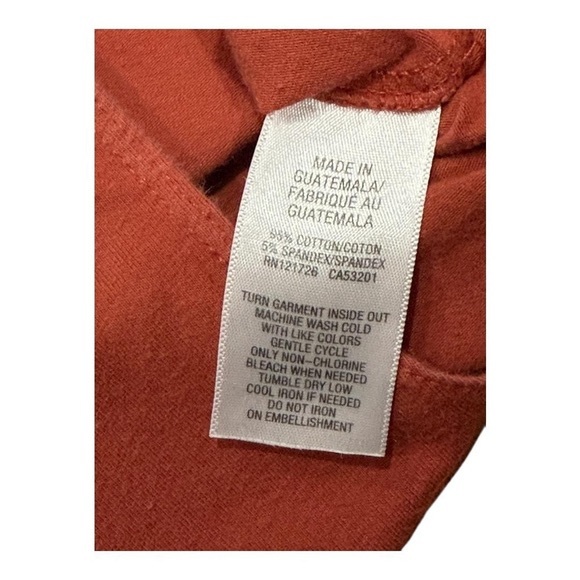 MADE IN
GUATEMALA/
FABRIQUÉ AU
GUATEMALA
95% COTTON/COTON
5% SPANDEX/SPANDEX
RN121726 CA53201
TURN GARMENT INSIDE OUT
MACHINE WASH COLD
WITH LIKE COLORS
GENTLE CYCLE
ONLY NON-CHLORINE
BLEACH WHEN NEEDED
TUMBLE DRY LOW
COOL IRON IF NEEDED
DO NOT IRON
ON EMBELLISHMENT